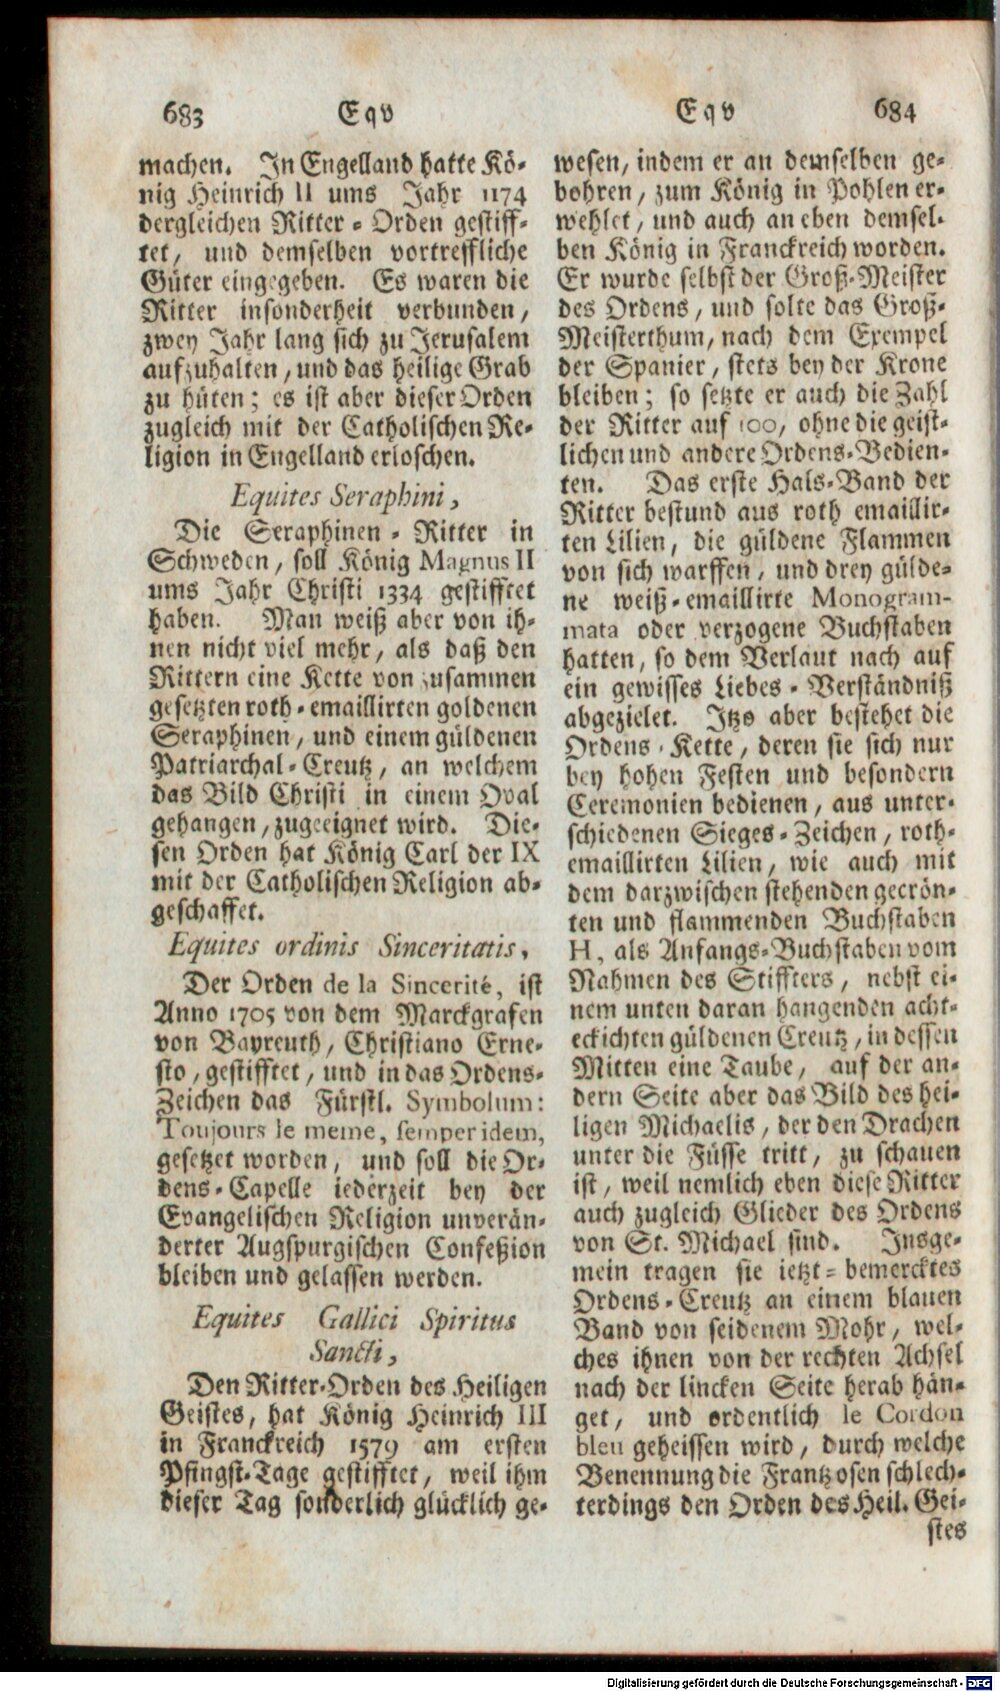 683 Eqv
machen. In Engelland hatte Kö-
nig Heinrich II ums Jahr 1174
dergleichen Ritter-Orden gestiff-
tet, und demselben vortreffliche
Güter eingegeben. Es waren die
Ritter insonderheit verbunden,
zwey Jahr lang sich zu Jerusalem
aufzuhalten, und das heilige Grab
zu hüten; es ist aber dieser Orden
zugleich mit der Catholischen Re-
ligion in Engelland erloschen.
Equites Seraphini,
Die Seraphinen-Ritter in
Schweden, soll König Magnus II
ums Jahr Christi 1334 gestifftet
haben. Man weiß aber von ih-
nen nicht viel mehr, als daß den
Rittern eine Kette von zusammen
gesetzten roth-emaillirten goldenen
Seraphinen, und einem güldenen
Patriarchal-Creutz, an welchem
das Bild Christi in einem Oval
gehangen, zugeeignet wird. Die-
sen Orden hat König Carl der IX
mit der Catholischen Religion ab-
geschaffet.
Equites ordinis Sinceritatis,
Der Orden de la Sincerité, ist
Anno 1705 von dem Marckgrafen
von Bayreuth, Christiano Erne-
sto, gestifftet, und in das Ordens-
Zeichen das Fürstl. Symbolum:
Toujours le meme, semper idem,
gesetzet worden, und soll die Or-
dens-Capelle iederzeit bey der
Evangelischen Religion unverän-
derter Augspurgischen Confeßion
bleiben und gelassen werden.
Equites Gallici Spiritus
Sancti,
Den Ritter-Orden des Heiligen
Geistes, hat König Heinrich III
in Franckreich 1579 am ersten
Pfingst-Tage gestifftet, weil ihm
dieser Tag sonderlich glücklich ge-
Eqv 684
wesen, indem er an demselben ge-
bohren, zum König in Pohlen er-
wehlet, und auch an eben demsel-
ben König in Franckreich worden.
Er wurde selbst der Groß-Meister
des Ordens, und solte das Groß-
Meisterthum, nach dem Exempel
der Spanier, stets bey der Krone
bleiben; so setzte er auch die Zahl
der Ritter auf 100, ohne die geist-
lichen und andere Ordens-Bedien-
ten. Das erste Hals-Band der
Ritter bestund aus roth emaillir-
ten Lilien, die güldene Flammen
von sich warffen, und drey gülde-
ne weiß-emaillirte Monogram-
mata oder verzogene Buchstaben
hatten, so dem Verlaut nach auf
ein gewisses Liebes-Verständniß
abgezielet. Itzo aber bestehet die
Ordens-Kette, deren sie sich nur
bey hohen Festen und besondern
Ceremonien bedienen, aus unter-
schiedenen Sieges-Zeichen, roth-
emaillirten Lilien, wie auch mit
dem darzwischen stehenden gecrön-
ten und flammenden Buchstaben
H, als Anfangs-Buchstaben vom
Nahmen des Stiffters, nebst ei-
nem unten daran hangenden acht-
eckichten güldenen Creutz, in dessen
Mitten eine Taube, auf der an-
dern Seite aber das Bild des hei-
ligen Michaelis, der den Drachen
unter die Füsse tritt, zu schauen
ist, weil nemlich eben diese Ritter
auch zugleich Glieder des Ordens
von St. Michael sind. Insge-
mein tragen sie ietzt-bemercktes
Ordens-Creutz an einem blauen
Band von seidenem Mohr, wel-
ches ihnen von der rechten Achsel
nach der lincken Seite herab hän-
get, und ordentlich le Cordon
bleu geheissen wird, durch welche
Benennung die Frantzosen schlech-
terdings den Orden des Heil. Gei-
stes
Digitalisierung gefördert durch die Deutsche Forschungsgemeinschaft - DFG